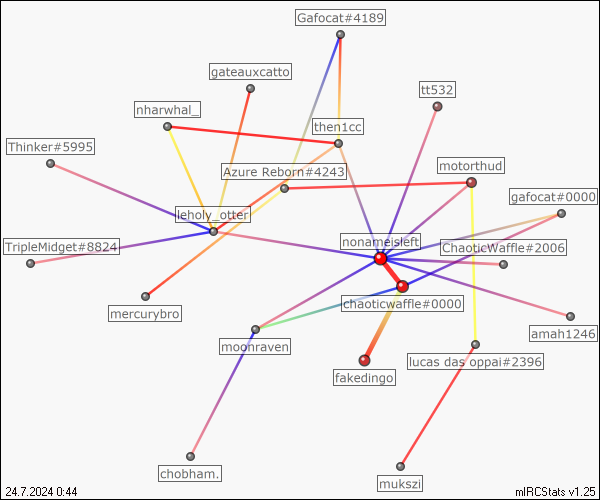 Gafocat#4189
gateauxcatto
tt532
nharwhal_
then1cc
Thinker#5995
Azure Reborn#4243
motorthud
gafocat#0000
leholy_otter
TripleMidget#8824
nonameisleft
ChaoticWaffle#2006
chaoticwaffle#0000
mercurybro
amah1246
moonraven
lucas das oppai#2396
fakedingo
chobham.
mukszi
24.7.2024 0:44
mIRCStats v1.25